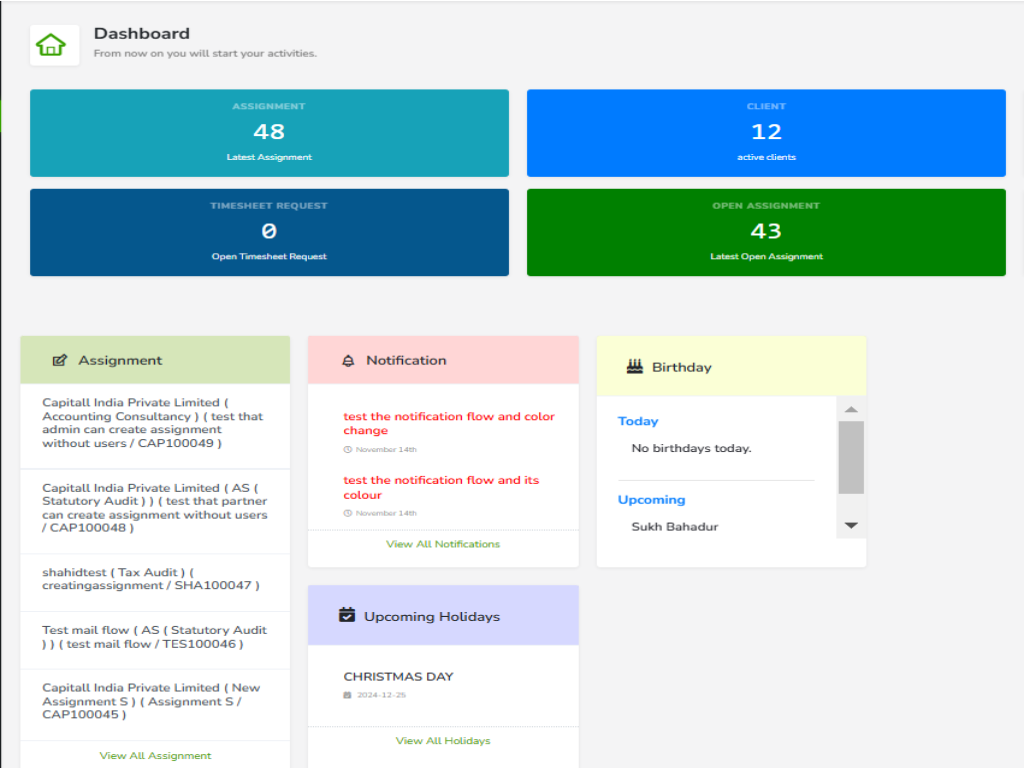 Dashboard
From now on you will start your activities.
ASSIGNMENT
48
Latest Assignment
CLIENT
12
active clients
TIMESHEET REQUEST
0
Open Timesheet Request
OPEN ASSIGNMENT
43
Latest Open Assignment
Assignment
Capitall India Private Limited (
Accounting Consultancy ) ( test that
admin can create assignment
without users / CAP100049 )
Capitall India Private Limited ( AS (
Statutory Audit ) ) ( test that partner
can create assignment without users
/ CAP100048 )
shahidtest ( Tax Audit ) (
creatingassignment / SHA100047 )
Test mail flow ( AS ( Statutory Audit
) ) ( test mail flow / TES100046 )
Capitall India Private Limited ( New
Assignment S ) ( Assignment S /
CAP100045 )
View All Assignment
Notification
test the notification flow and color
change
November 14th
test the notification flow and its
colour
November 14th
View All Notifications
Upcoming Holidays
CHRISTMAS DAY
2024-12-25
View All Holidays
Birthday
Today
No birthdays today.
Upcoming
Sukh Bahadur